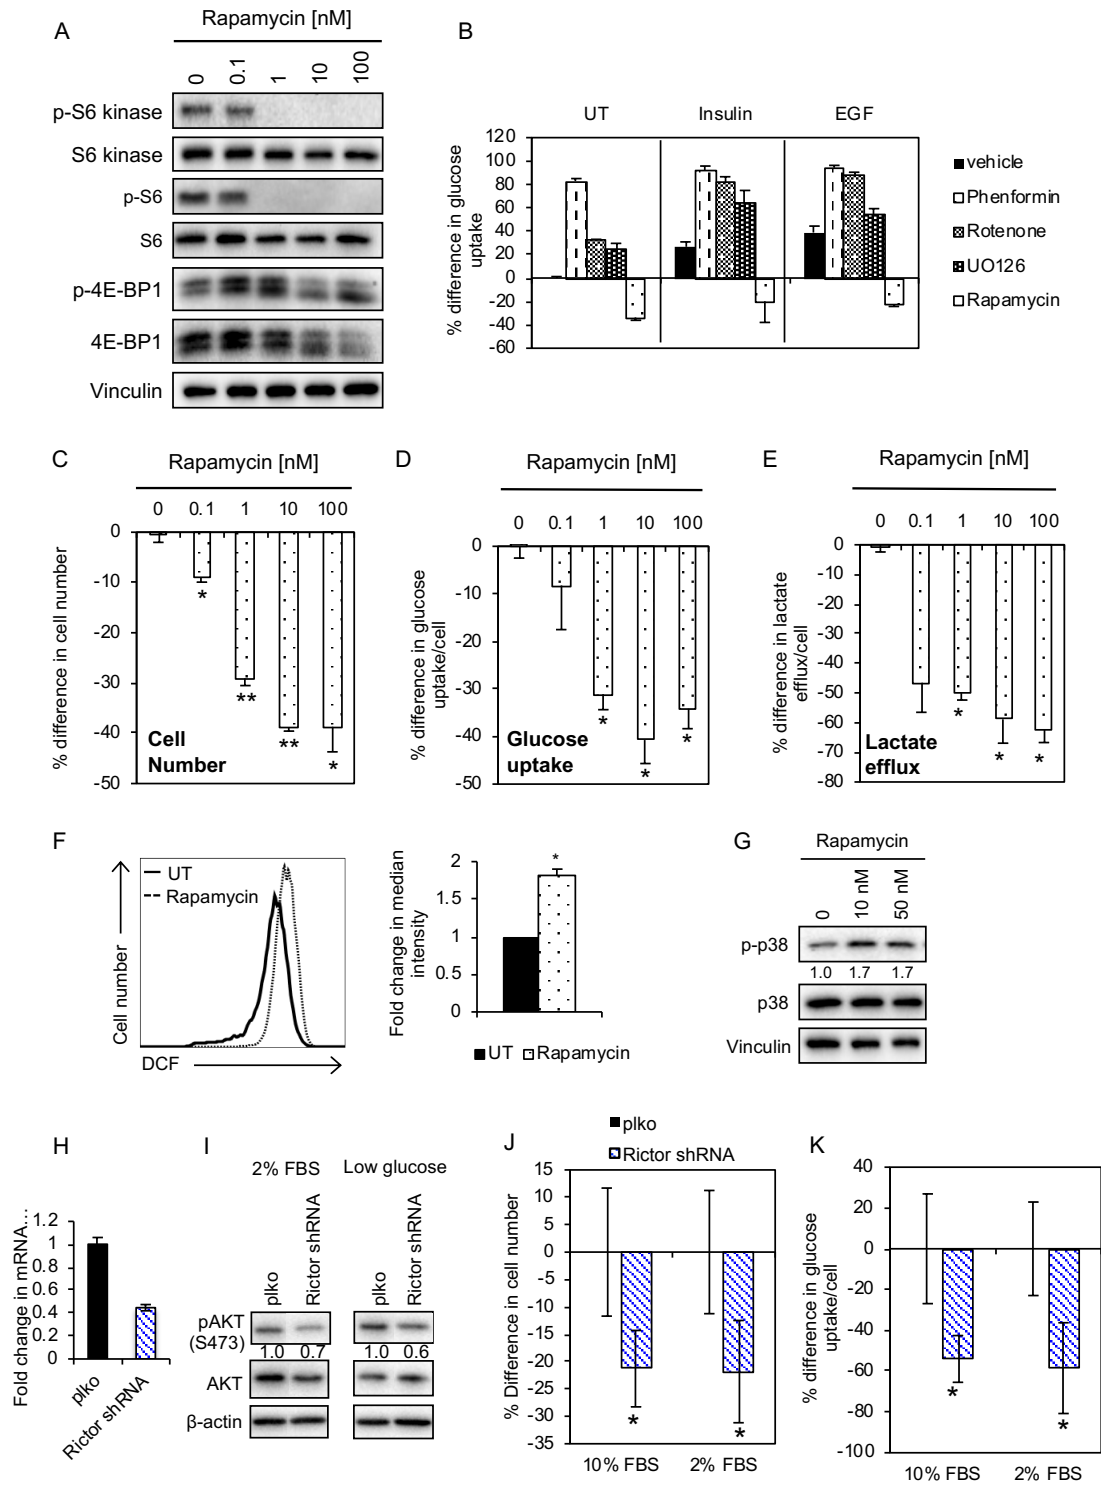 A
Rapamycin [nM]
0 0.1 1 10 100
p-S6 kinase
S6 kinase
p-S6
S6
p-4E-BP1
4E-BP1
Vinculin
B
UT Insulin EGF
% difference in glucose
uptake
120
100
80
60
40
20
0
-20
-40
-60
vehicle
Phenformin
Rotenone
UO126
Rapamycin
C
Rapamycin [nM]
0 0.1 1 10 100
% difference in cell number
0
-10
-20
-30
-40
-50
* ** ** *
Cell
Number
D
Rapamycin [nM]
0 0.1 1 10 100
% difference in glucose
uptake/cell
0
-10
-20
-30
-40
-50
* * *
Glucose
uptake
E
Rapamycin [nM]
0 0.1 1 10 100
% difference in lactate
efflux/cell
0
-10
-20
-30
-40
-50
-60
-70
-80
* * *
Lactate
efflux
F
UT
Rapamycin
Cell number
DCF
Fold change in median
intensity
2
1.5
1
0.5
0
*
UT Rapamycin
G
Rapamycin
0 10 nM 50 nM
p-p38
1.0 1.7 1.7
p38
Vinculin
H
Fold change in mRNA...
1.2
1
0.8
0.6
0.4
0.2
0
plko
Rictor shRNA
I
2% FBS Low glucose
plko Rictor shRNA plko Rictor shRNA
pAKT
(S473)
1.0 0.7 1.0 0.6
AKT
β-actin
plko
Rictor shRNA
J
% Difference in cell number
15
10
5
0
-5
-10
-15
-20
-25
-30
-35
* *
10% FBS 2% FBS
K
% difference in glucose
uptake/cell
40
20
0
-20
-40
-60
-80
-100
* *
10% FBS 2% FBS